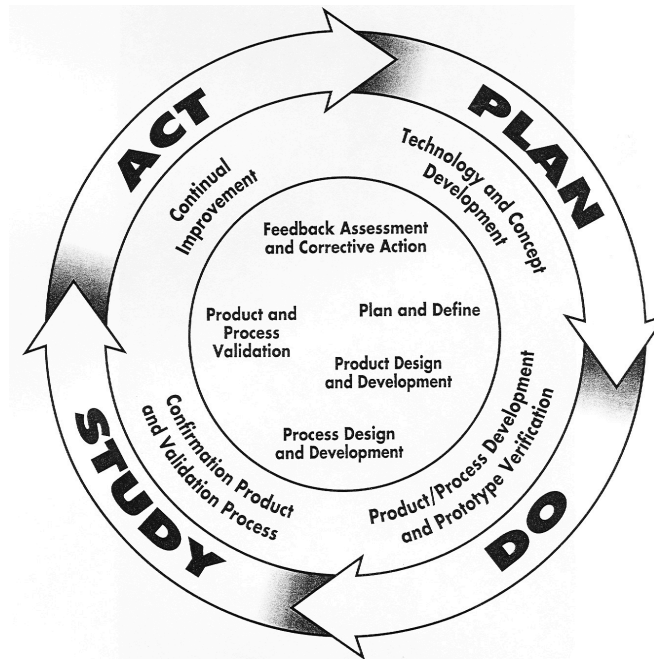 ACT
PLAN
Continual
Improvement
Technology and Concept
Development
Feedback Assessment
and Corrective Action
Product and
Process
Validation
Plan and Define
Product Design
and Development
Process Design
and Development
Confirmation Product
and Validation Process
Product/Process Development
and Prototype Verification
STUDY
DO